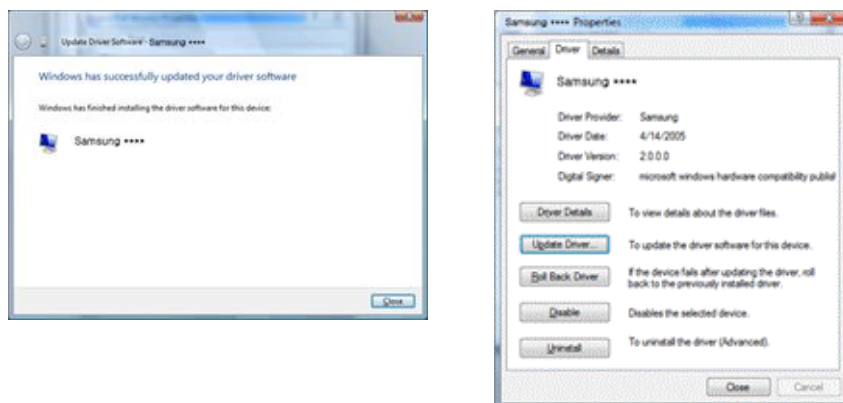 Update Driver Software - Samsung ••••
Windows has successfully updated your driver software
Windows has finished installing the driver software for this device:
Samsung ••••
Close
Samsung •••• Properties
General Driver Details
Samsung ••••
Driver Provider: Samsung
Driver Date: 4/14/2005
Driver Version: 2.0.0.0
Digital Signer: microsoft windows hardware compatibility publisl
Driver Details To view details about the driver files.
Update Driver... To update the driver software for this device.
Roll Back Driver If the device fails after updating the driver, roll
back to the previously installed driver.
Disable Disables the selected device.
Uninstall To uninstall the driver (Advanced).
Close Cancel